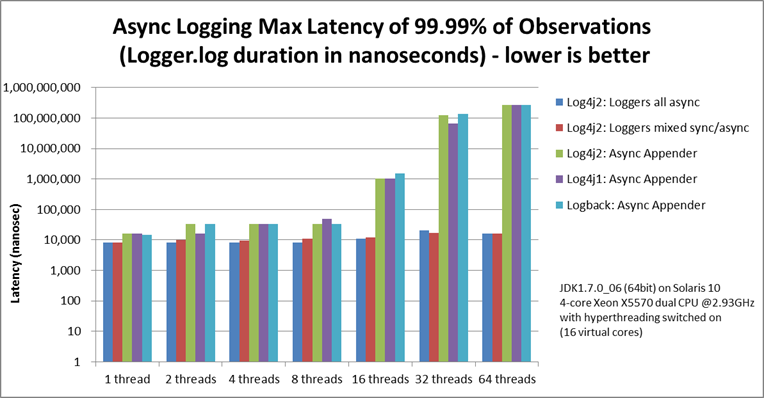 Async Logging Max Latency of 99.99% of Observations
(Logger.log duration in nanoseconds) - lower is better
Latency (nanosec)
1,000,000,000
100,000,000
10,000,000
1,000,000
100,000
10,000
1,000
100
10
1
1 thread
2 threads
4 threads
8 threads
16 threads
32 threads
64 threads
Log4j2: Loggers all async
Log4j2: Loggers mixed sync/async
Log4j2: Async Appender
Log4j1: Async Appender
Logback: Async Appender
JDK1.7.0_06 (64bit) on Solaris 10
4-core Xeon X5570 dual CPU @2.93GHz
with hyperthreading switched on
(16 virtual cores)